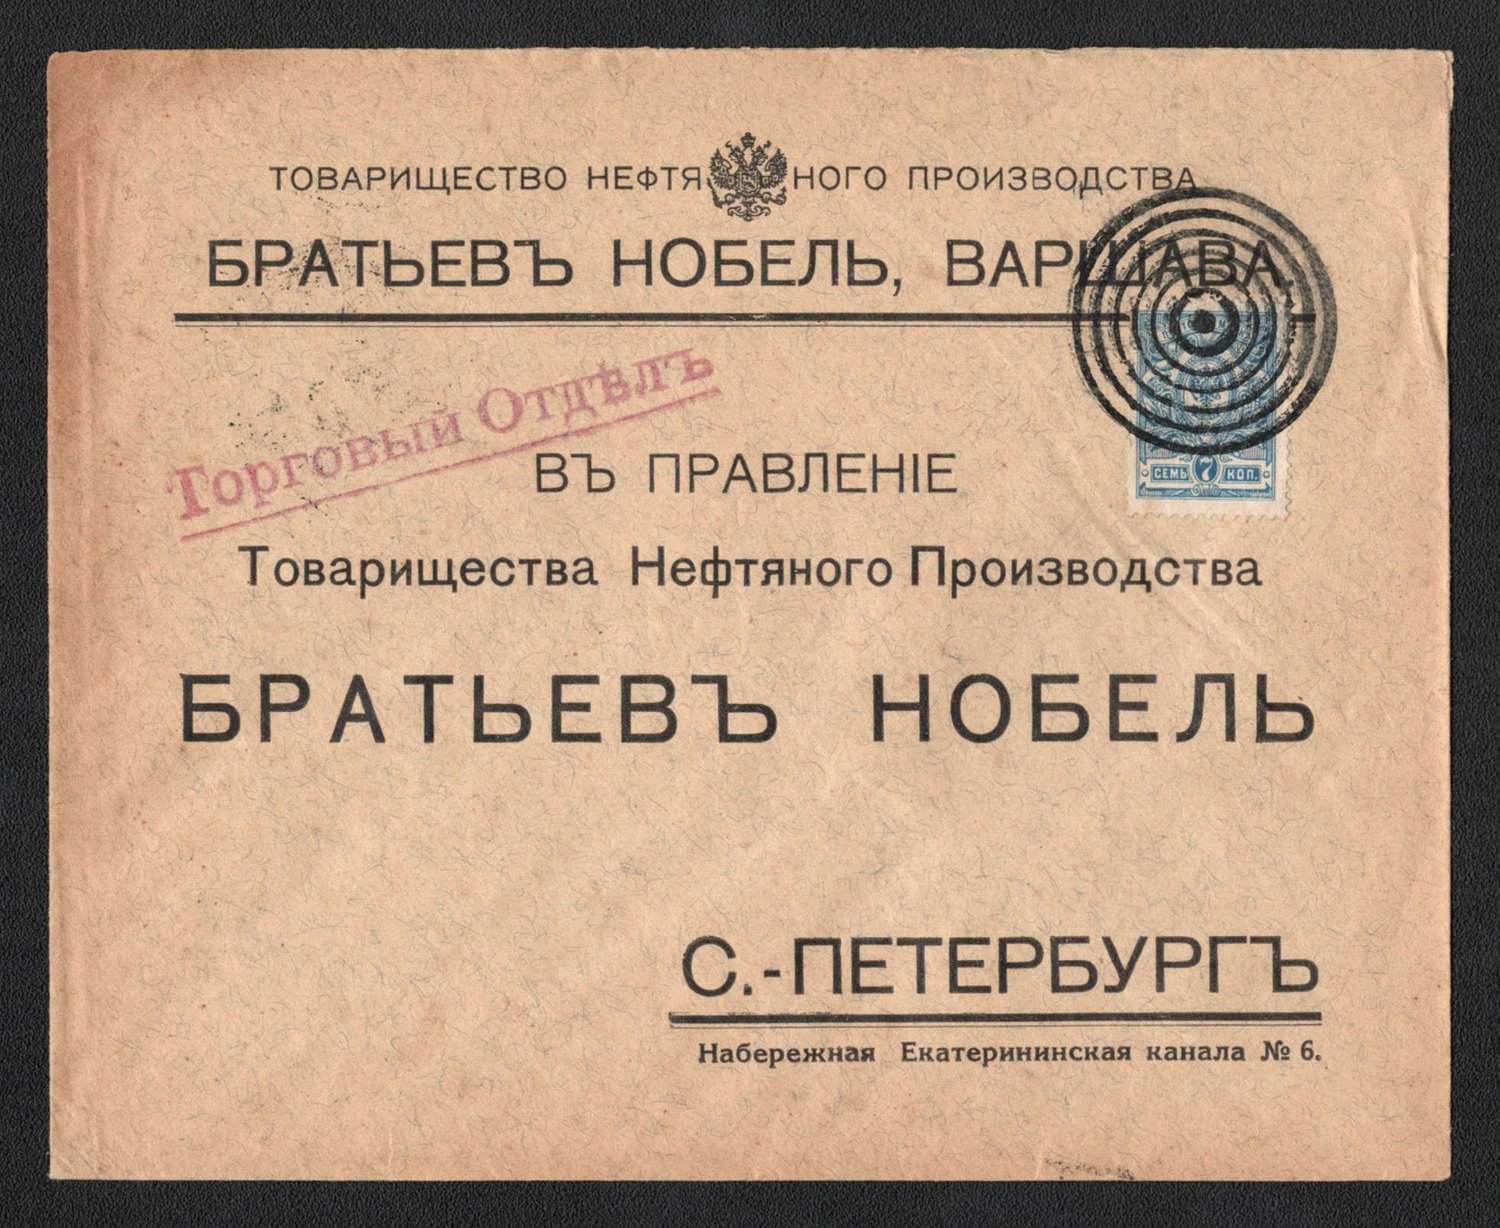 ТОВАРИЩЕСТВО НЕФТЯНОГО ПРОИЗВОДСТВА
БРАТЬЕВЪ НОБЕЛЬ, ВАРШАВА.
Торговый Отдѣлъ
ВЪ ПРАВЛЕНІЕ
Товарищества Нефтяного Производства
БРАТЬЕВЪ НОБЕЛЬ
С.-ПЕТЕРБУРГЪ
Набережная Екатерининская канала № 6.
СЕМЬ 7 КОП.